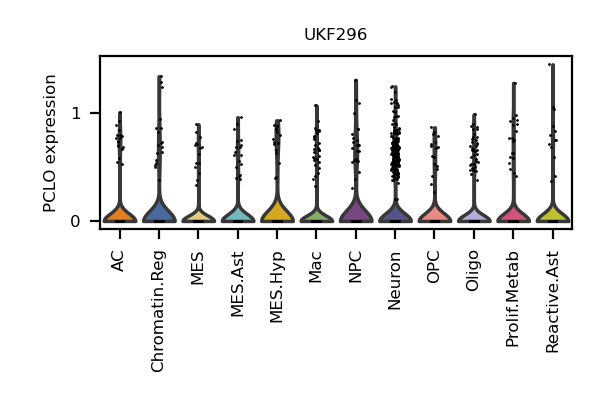 UKF296
PCLO expression
1
0
AC
Chromatin.Reg
MES
MES.Ast
MES.Hyp
Mac
NPC
Neuron
OPC
Oligo
Prolif.Metab
Reactive.Ast